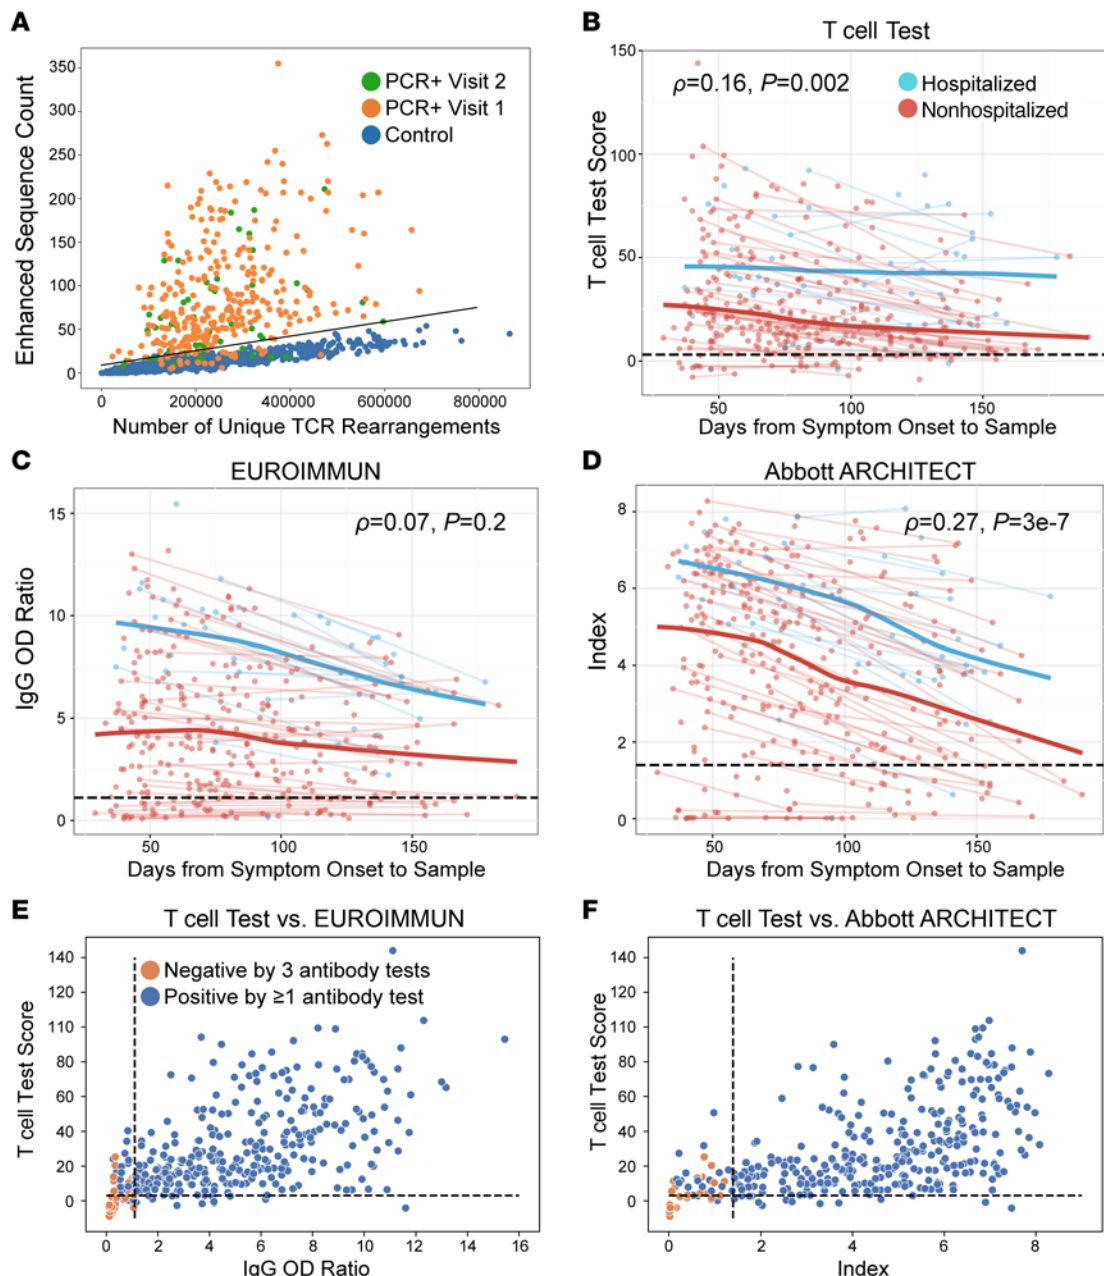 A
Enhanced Sequence Count
350
300
250
200
150
100
50
0
PCR+ Visit 2
PCR+ Visit 1
Control
0
200000
400000
600000
800000
Number of Unique TCR Rearrangements
B
T cell Test
T cell Test Score
150
100
50
0
ρ=0.16, P=0.002
Hospitalized
Nonhospitalized
50
100
150
Days from Symptom Onset to Sample
C
EUROIMMUN
IgG OD Ratio
15
10
5
0
ρ=0.07, P=0.2
50
100
150
Days from Symptom Onset to Sample
D
Abbott ARCHITECT
Index
8
6
4
2
0
ρ=0.27, P=3e-7
50
100
150
Days from Symptom Onset to Sample
E
T cell Test vs. EUROIMMUN
T cell Test Score
140
120
110
80
60
40
20
0
Negative by 3 antibody tests
Positive by ≥1 antibody test
0
2
4
6
8
10
12
14
16
IgG OD Ratio
F
T cell Test vs. Abbott ARCHITECT
T cell Test Score
140
120
110
80
60
40
20
0
0
2
4
6
8
Index